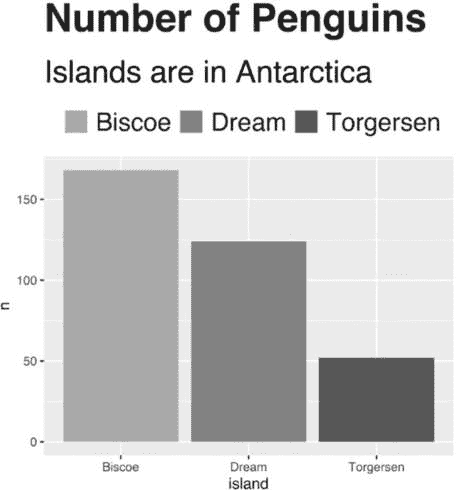 Number of Penguins
Islands are in Antarctica
Biscoe Dream Torgersen
150
100
50
0
n
Biscoe Dream Torgersen
island